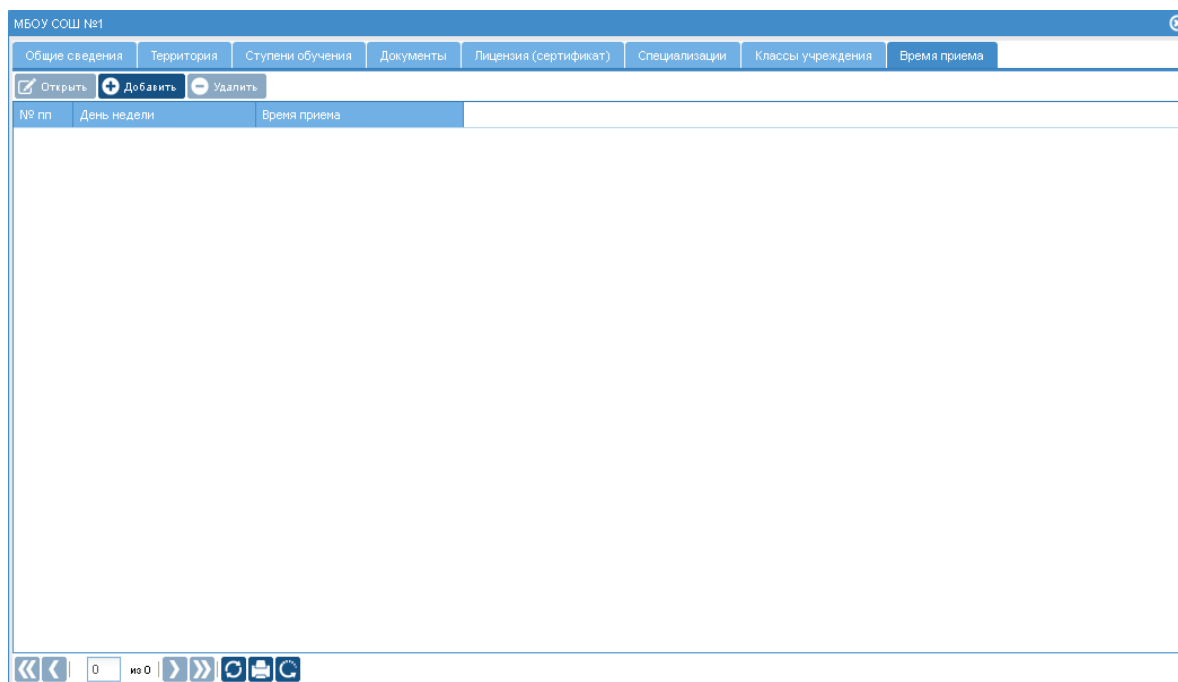 МБОУ СОШ №1
Общие сведения Территория Ступени обучения Документы Лицензия (сертификат) Специализации Классы учреждения Время приема
Открыть Добавить Удалить
№ пп День недели Время приема
0 из 0